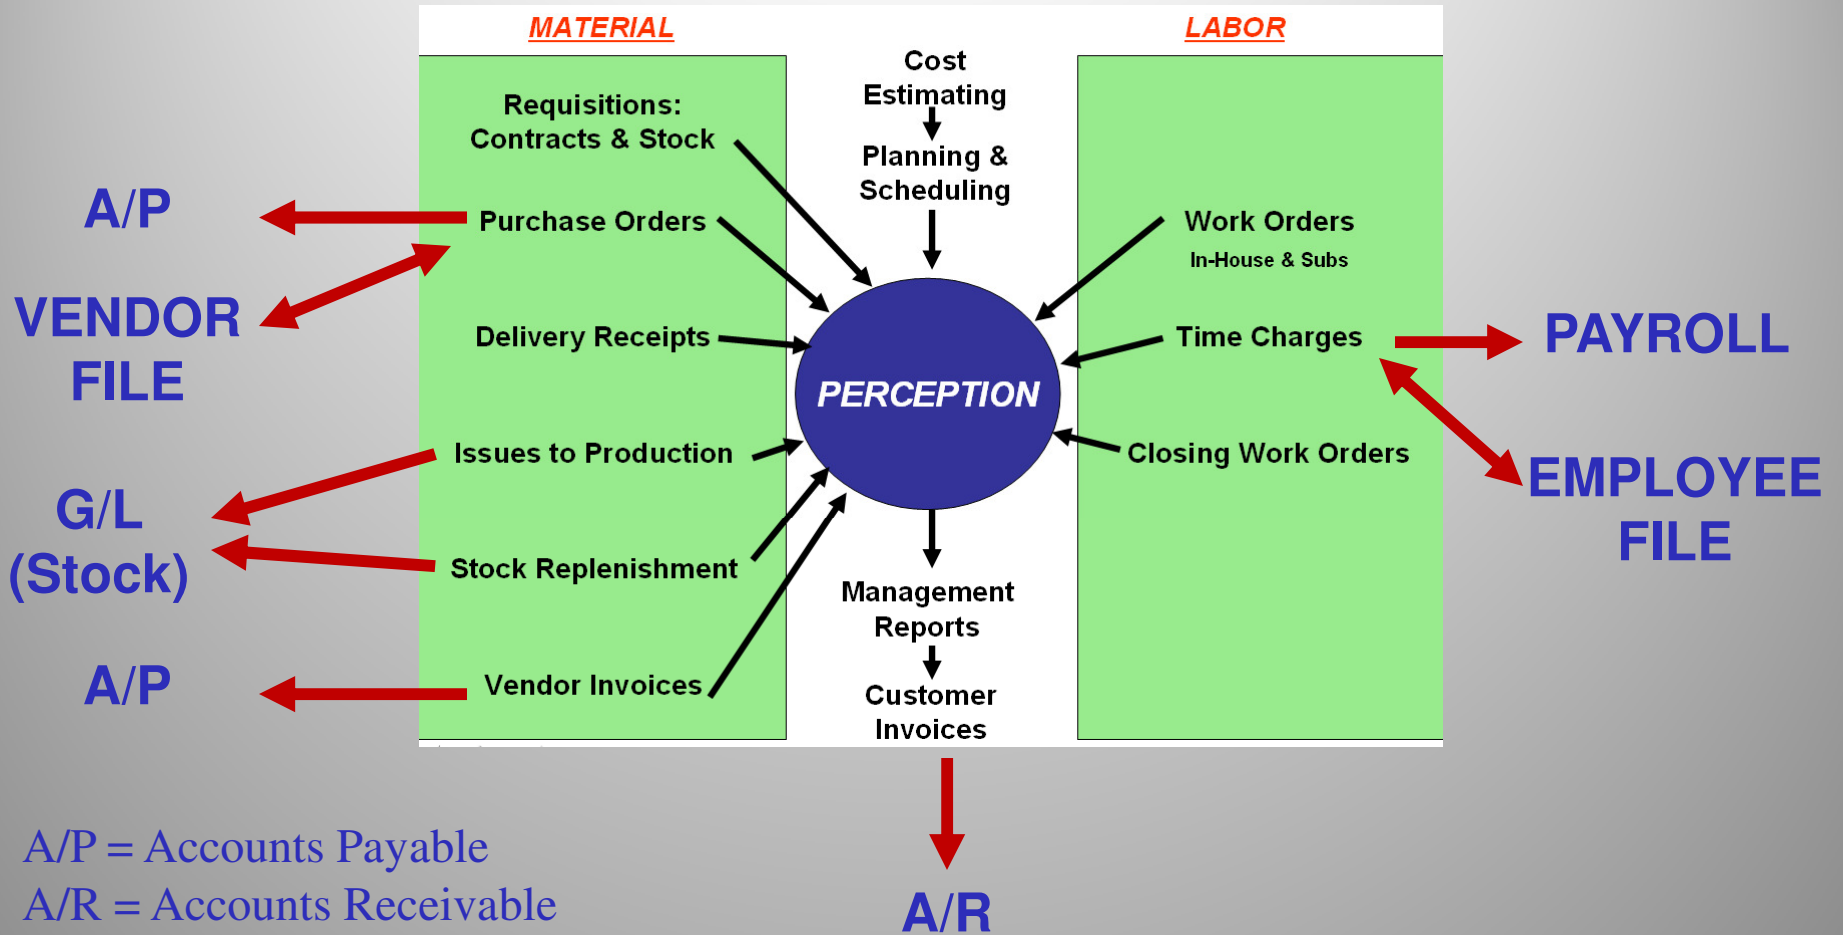 MATERIAL
LABOR
Cost
Estimating
Requisitions:
Contracts & Stock
Planning &
Scheduling
A/P
Purchase Orders
Work Orders
In-House & Subs
VENDOR
FILE
Delivery Receipts
Time Charges
PAYROLL
PERCEPTION
Issues to Production
Closing Work Orders
EMPLOYEE
FILE
G/L
(Stock)
Stock Replenishment
Management
Reports
A/P
Vendor Invoices
Customer
Invoices
A/P = Accounts Payable
A/R = Accounts Receivable
A/R